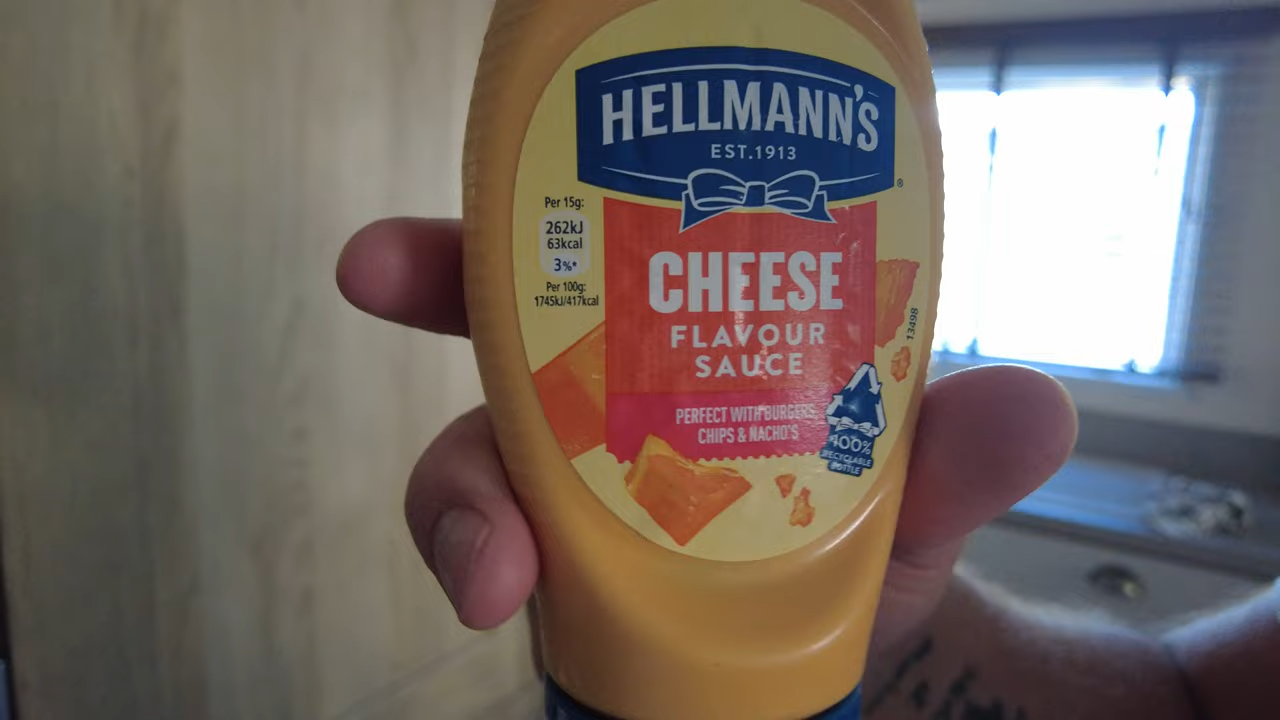 HELLMANN'S
EST.1913
®
Per 15g:
262kJ
63kcal
3%*
Per 100g:
1745kJ/417kcal
CHEESE
FLAVOUR
SAUCE
PERFECT WITH BURGERS,
CHIPS & NACHO'S
13498
100%
RECYCLABLE
BOTTLE